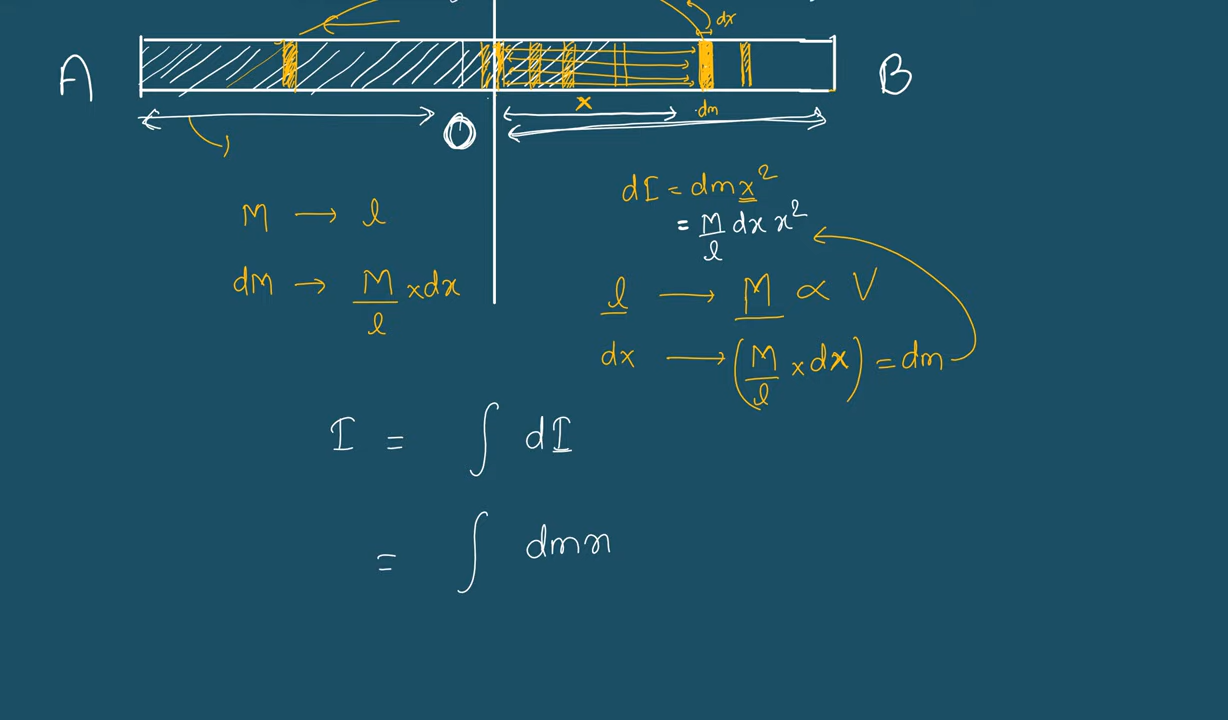 dx
A
B
x
dm
O
dI = dm x²
= M/l dx x²
M → l
dM → M/l × dx
l → M ∝ V
dx → (M/l × dx) = dm
I = ∫ dI
= ∫ dmx